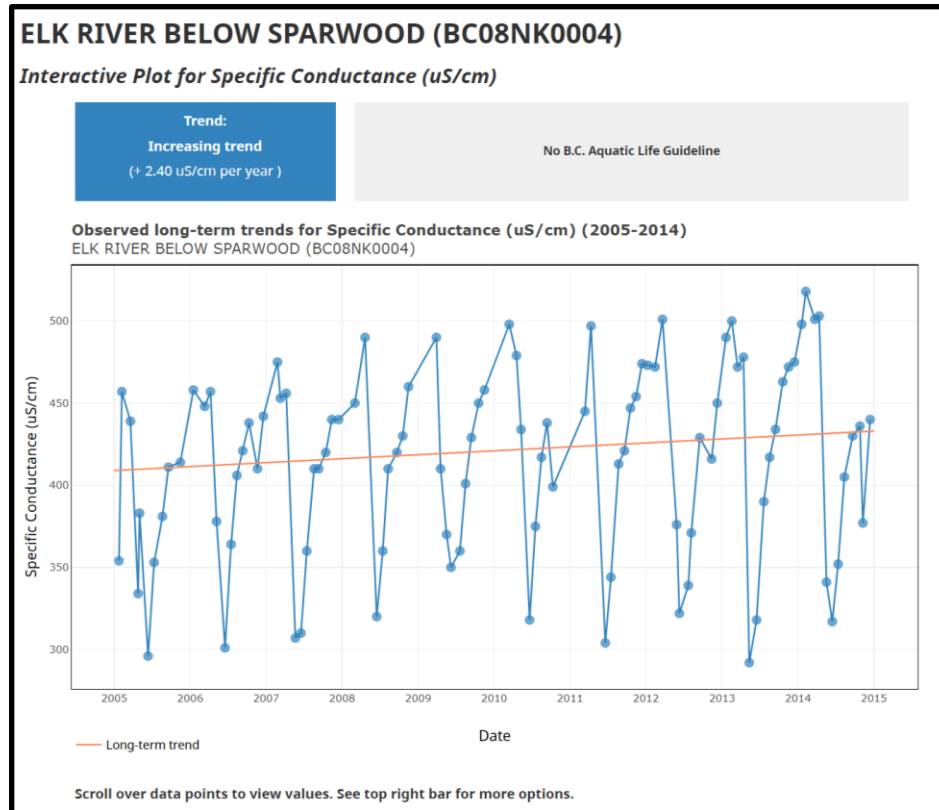 ELK RIVER BELOW SPARWOOD (BC08NK0004)
Interactive Plot for Specific Conductance (uS/cm)
Trend:
Increasing trend
(+ 2.40 uS/cm per year )
No B.C. Aquatic Life Guideline
Observed long-term trends for Specific Conductance (uS/cm) (2005-2014)
ELK RIVER BELOW SPARWOOD (BC08NK0004)
Specific Conductance (uS/cm)
500
450
400
350
300
2005 2006 2007 2008 2009 2010 2011 2012 2013 2014 2015
Date
Long-term trend
Scroll over data points to view values. See top right bar for more options.